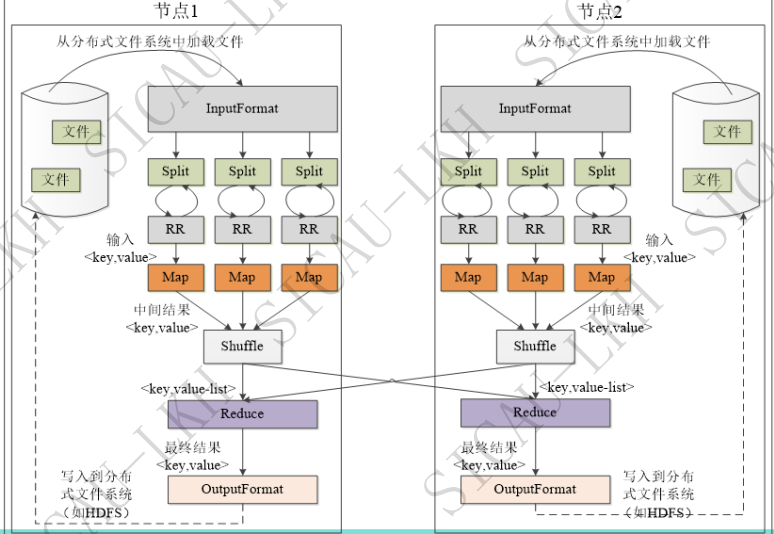 节点1
节点2
从分布式文件系统中加载文件
从分布式文件系统中加载文件
InputFormat
InputFormat
文件
文件
文件
文件
Split
Split
Split
Split
Split
Split
RR
RR
RR
RR
RR
RR
输入
<key,value>
输入
<key,value>
Map
Map
Map
Map
Map
Map
中间结果
<key,value>
中间结果
<key,value>
Shuffle
Shuffle
<key,value-list>
<key,value-list>
Reduce
Reduce
最终结果
<key,value>
最终结果
<key,value>
写入到分布
式文件系统
(如HDFS)
写入到分布
式文件系统
(如HDFS)
OutputFormat
OutputFormat
SICAU-LKH